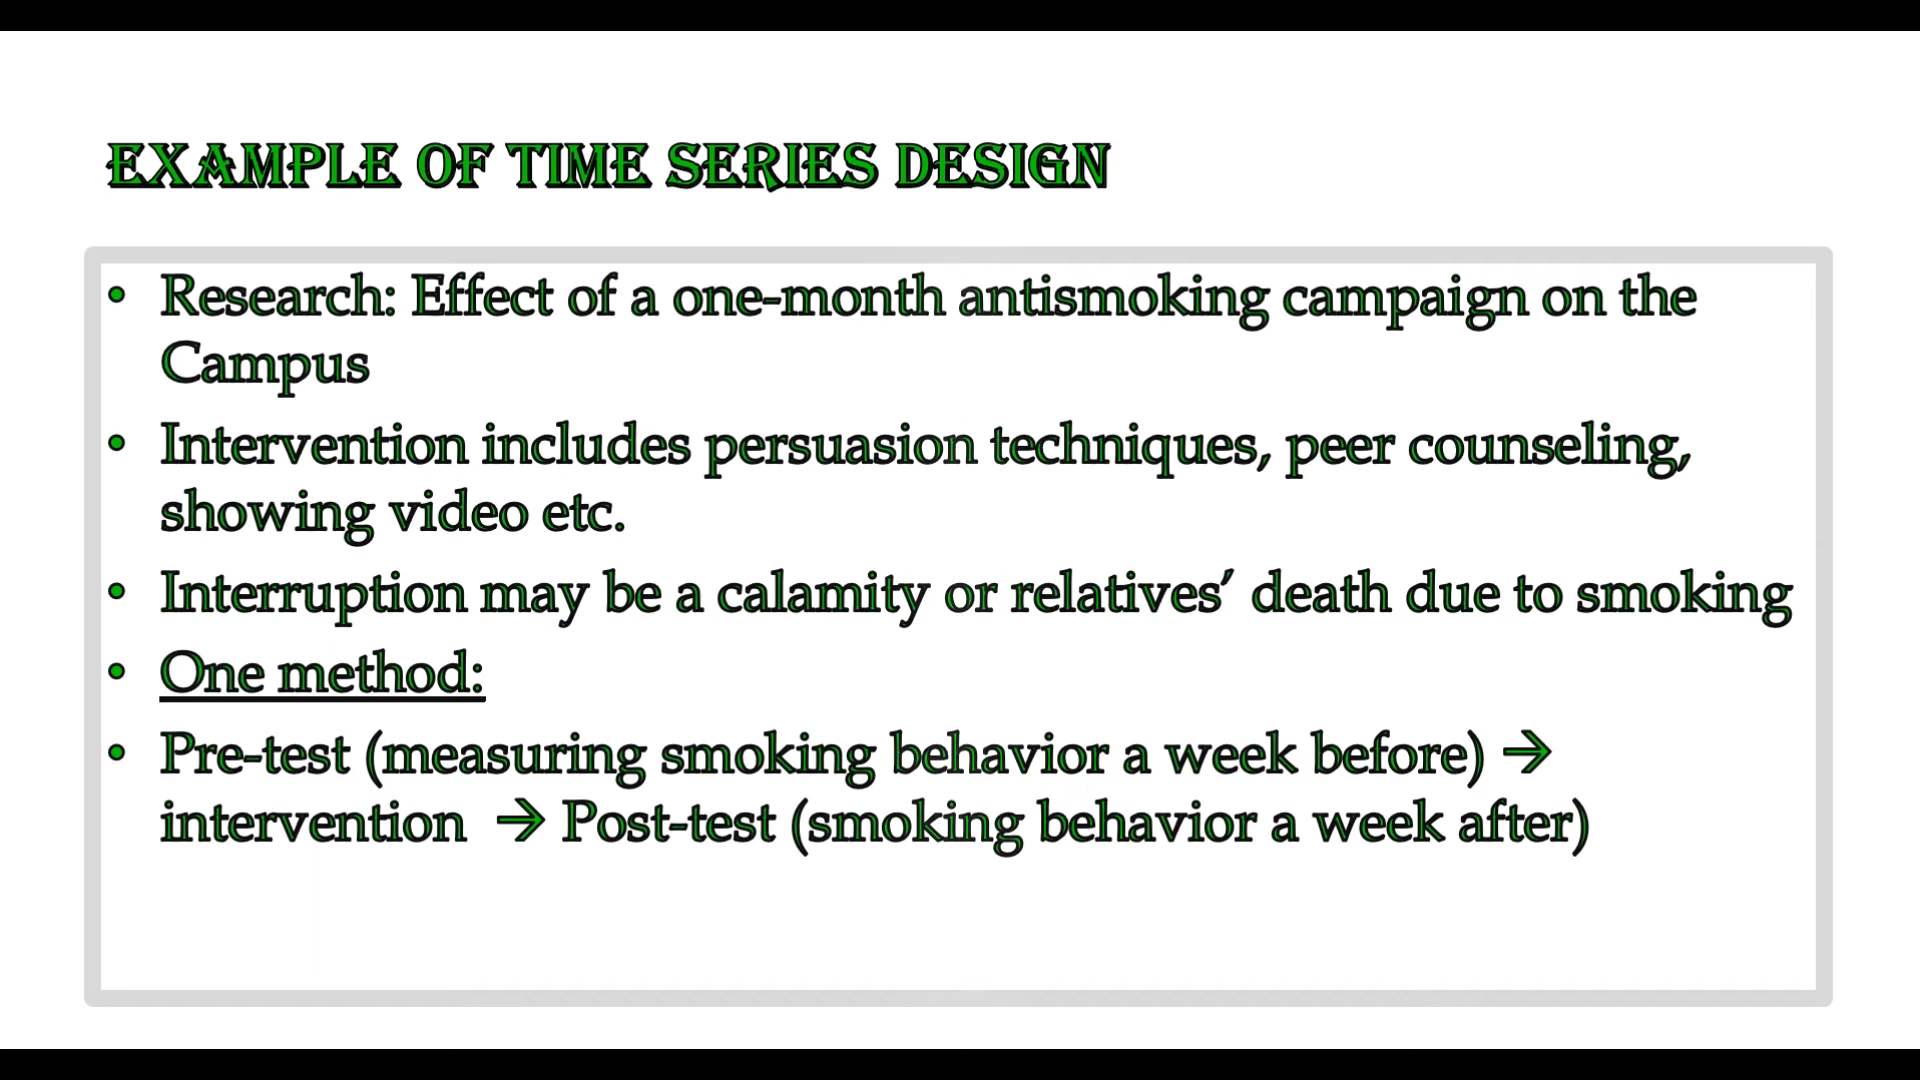 EXAMPLE OF TIME SERIES DESIGN
• Research: Effect of a one-month antismoking campaign on the
Campus
• Intervention includes persuasion techniques, peer counseling,
showing video etc.
• Interruption may be a calamity or relatives’ death due to smoking
• One method:
• Pre-test (measuring smoking behavior a week before) →
intervention → Post-test (smoking behavior a week after)